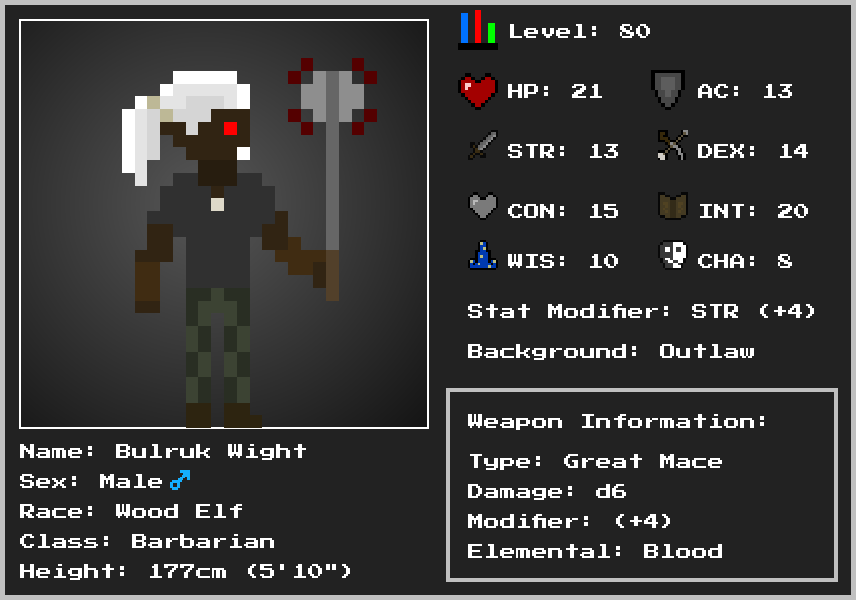 Level: 80
HP: 21
AC: 13
STR: 13
DEX: 14
CON: 15
INT: 20
WIS: 10
CHA: 8
Stat Modifier: STR (+4)
Background: Outlaw
Name: Bulruk Wight
Sex: Male♂
Race: Wood Elf
Class: Barbarian
Height: 177cm (5'10")
Weapon Information:
Type: Great Mace
Damage: d6
Modifier: (+4)
Elemental: Blood